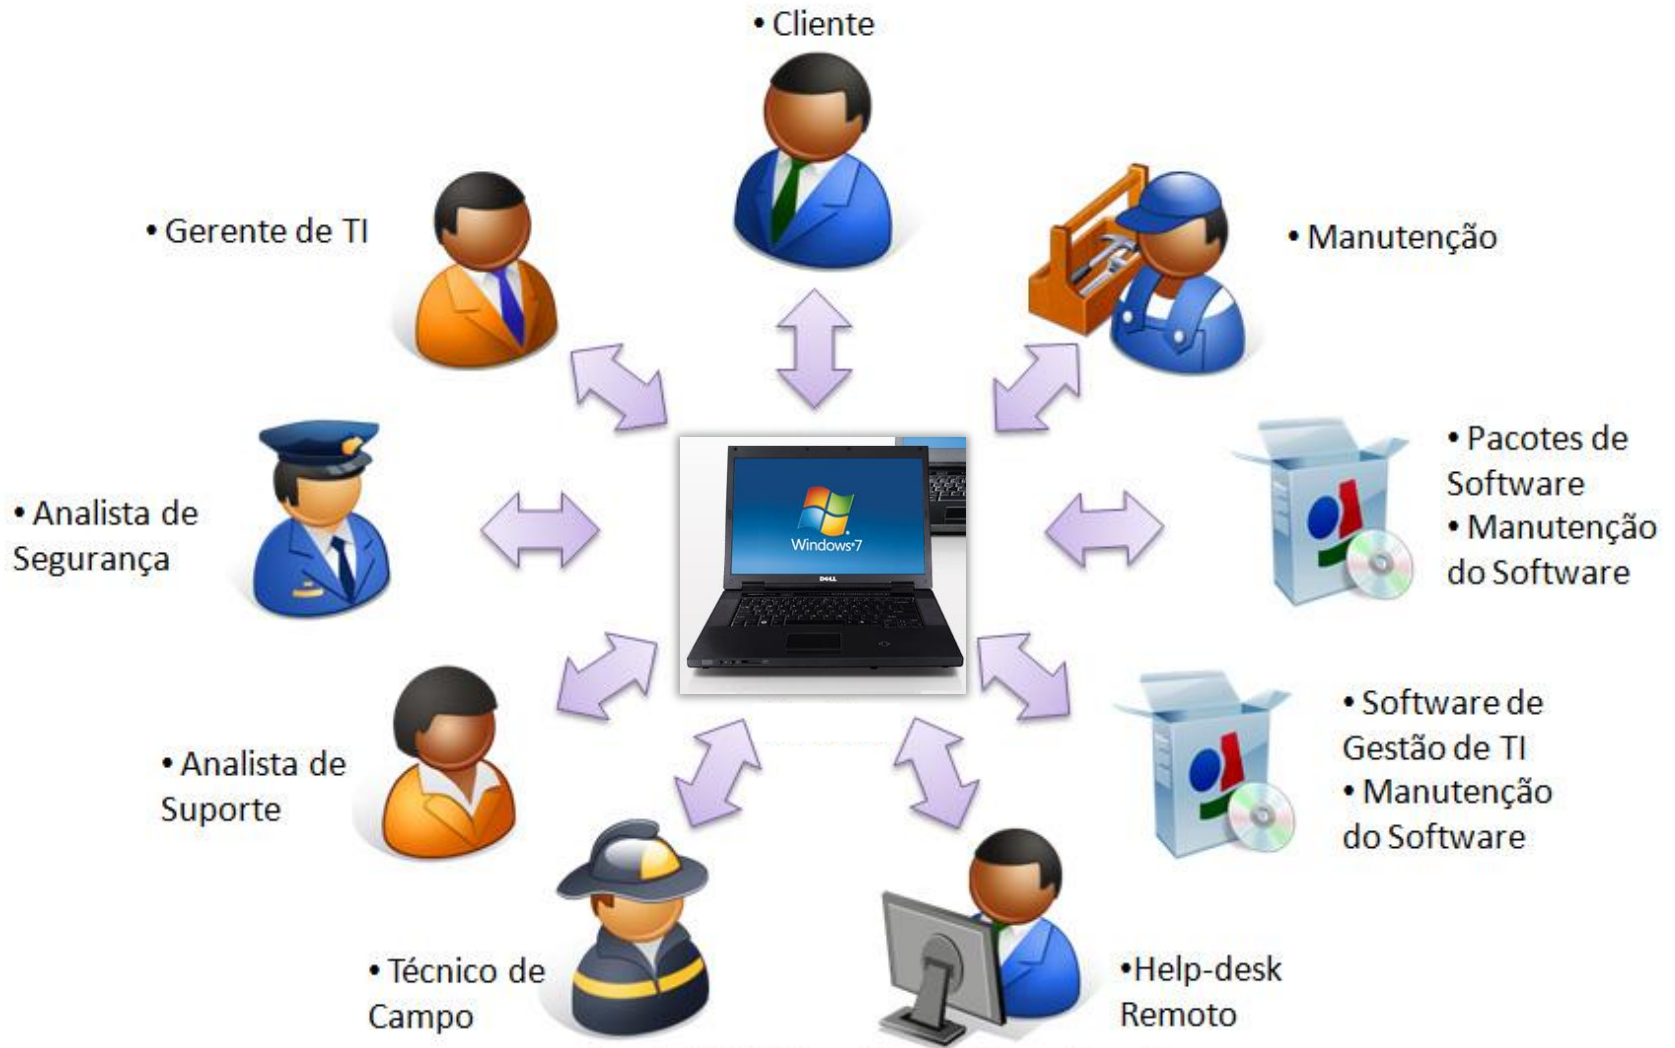 • Cliente
• Gerente de TI
• Manutenção
• Pacotes de
Software
• Manutenção
do Software
• Analista de
Segurança
Windows 7
DELL
• Software de
Gestão de TI
• Manutenção
do Software
• Analista de
Suporte
• Técnico de
Campo
•Help-desk
Remoto